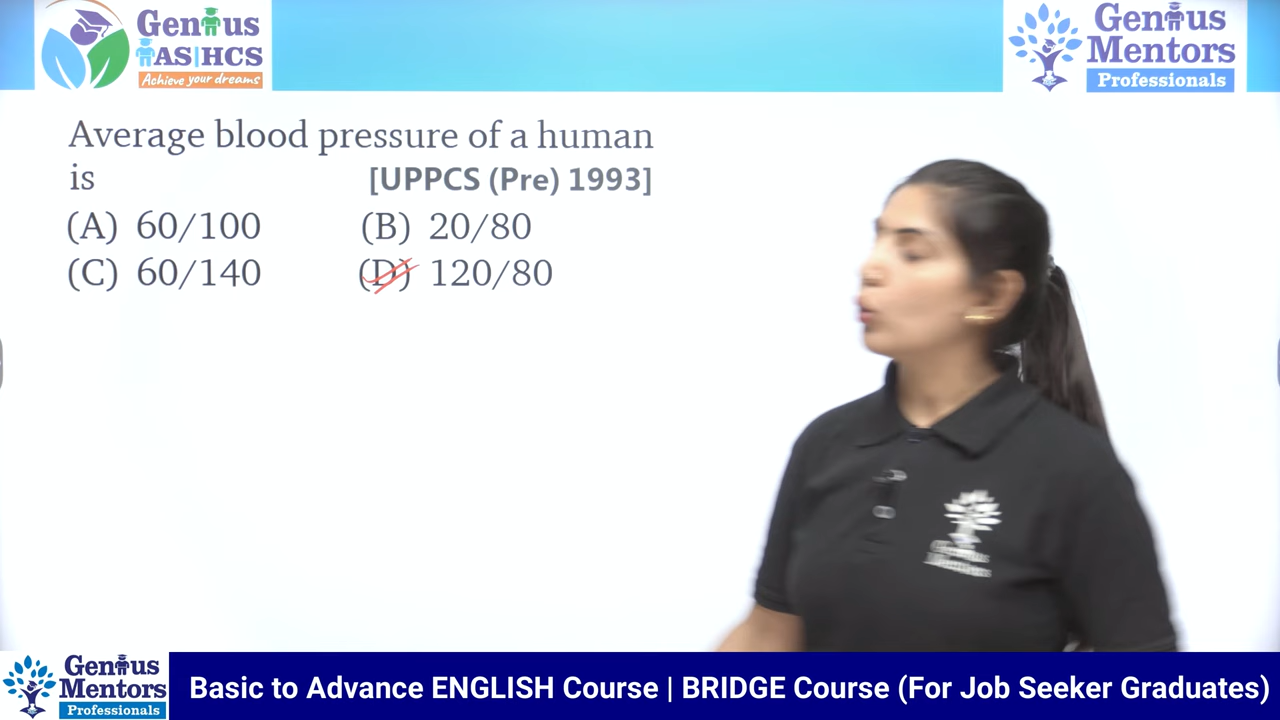 Genius
IAS|HCS
Achieve your dreams
Genius
Mentors
Professionals
Average blood pressure of a human
is [UPPCS (Pre) 1993]
(A) 60/100 (B) 20/80
(C) 60/140 (D) 120/80
Genius
Mentors
Genius
Mentors
Professionals
Basic to Advance ENGLISH Course | BRIDGE Course (For Job Seeker Graduates)